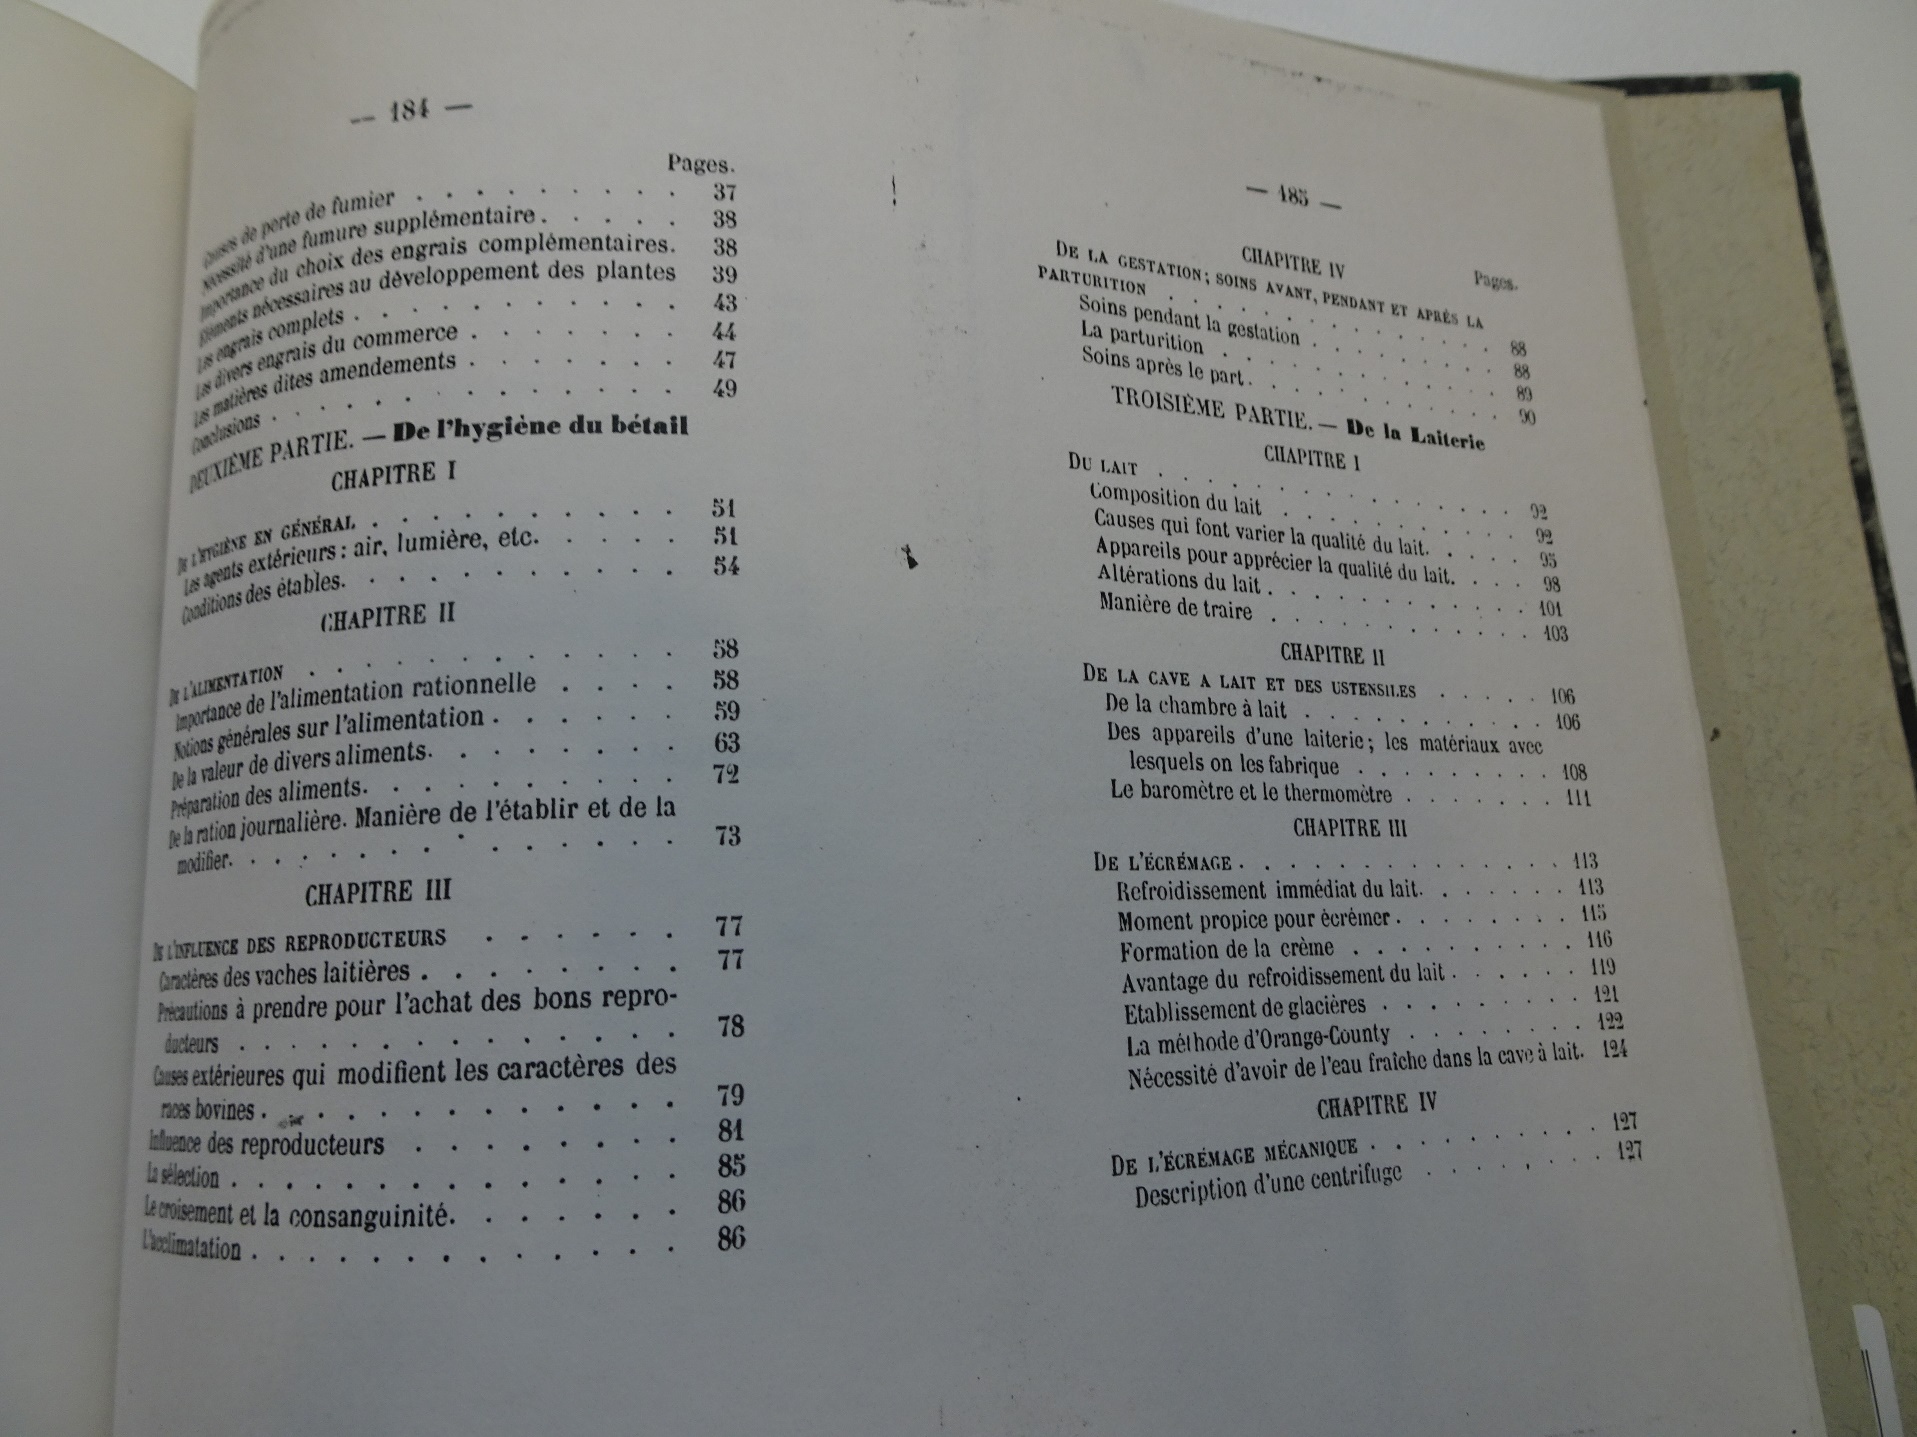 — 184 —
Pages.
Causes de perte de fumier . . . . . . . . . 37
Nécessité d'une fumure supplémentaire . . . . . 38
Importance du choix des engrais complémentaires. 38
Eléments nécessaires au développement des plantes 39
Les engrais complets . . . . . . . . . . 43
Les divers engrais du commerce . . . . . . . 44
Les matières dites amendements . . . . . . . 47
Conclusions . . . . . . . . . . . . 49
DEUXIÈME PARTIE. — De l'hygiène du bétail
CHAPITRE I
DE L'HYGIÈNE EN GÉNÉRAL . . . . . . . . . 51
Les agents extérieurs : air, lumière, etc. . . . . 51
Conditions des étables. . . . . . . . . . 54
CHAPITRE II
DE L'ALIMENTATION . . . . . . . . . . . 58
Importance de l'alimentation rationnelle . . . . 58
Notions générales sur l'alimentation . . . . . . 59
De la valeur de divers aliments. . . . . . . . 63
Préparation des aliments. . . . . . . . . . 72
De la ration journalière. Manière de l'établir et de la
modifier. . . . . . . . . . . . . 73
CHAPITRE III
DE L'INFLUENCE DES REPRODUCTEURS . . . . . . 77
Caractères des vaches laitières . . . . . . . . 77
Précautions à prendre pour l'achat des bons repro-
ducteurs . . . . . . . . . . . . . 78
Causes extérieures qui modifient les caractères des
races bovines . . . . . . . . . . . . 79
Influence des reproducteurs . . . . . . . . 81
La sélection . . . . . . . . . . . . . 85
Le croisement et la consanguinité. . . . . . . 86
L'acclimatation . . . . . . . . . . . . 86
— 185 —
CHAPITRE IV
Pages.
DE LA GESTATION ; SOINS AVANT, PENDANT ET APRÈS LA
PARTURITION . . . . . . . . . . . . 88
Soins pendant la gestation . . . . . . . . . 88
La parturition . . . . . . . . . . . . 89
Soins après le part . . . . . . . . . . . 90
TROISIÈME PARTIE. — De la Laiterie
CHAPITRE I
DU LAIT . . . . . . . . . . . . . . 92
Composition du lait . . . . . . . . . . 92
Causes qui font varier la qualité du lait. . . . . 95
Appareils pour apprécier la qualité du lait. . . . 98
Altérations du lait . . . . . . . . . . . 101
Manière de traire . . . . . . . . . . . 103
CHAPITRE II
DE LA CAVE A LAIT ET DES USTENSILES . . . . . 106
De la chambre à lait . . . . . . . . . . 106
Des appareils d'une laiterie ; les matériaux avec
lesquels on les fabrique . . . . . . . . . 108
Le baromètre et le thermomètre . . . . . . . 111
CHAPITRE III
DE L'ÉCRÉMAGE . . . . . . . . . . . . 113
Refroidissement immédiat du lait. . . . . . . 113
Moment propice pour écrémer . . . . . . . . 115
Formation de la crème . . . . . . . . . . 116
Avantage du refroidissement du lait . . . . . . 119
Etablissement de glacières . . . . . . . . . 121
La méthode d'Orange-County . . . . . . . . 122
Nécessité d'avoir de l'eau fraîche dans la cave à lait. 124
CHAPITRE IV
DE L'ÉCRÉMAGE MÉCANIQUE . . . . . . . . . 127
Description d'une centrifuge . . . . . . . . 127